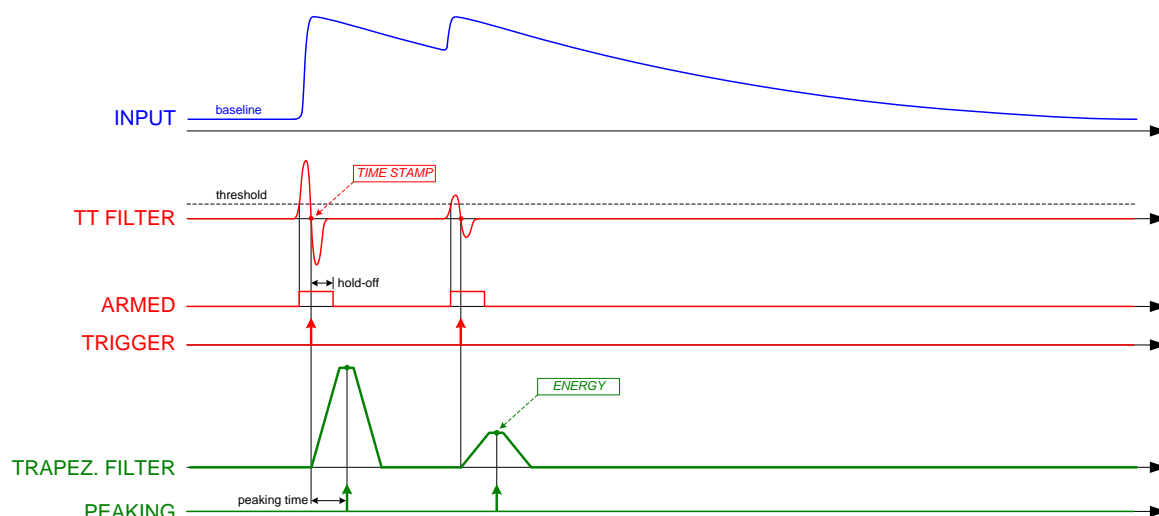 baseline
INPUT
TIME STAMP
threshold
TT FILTER
hold-off
ARMED
TRIGGER
ENERGY
TRAPEZ. FILTER
peaking time
PEAKING